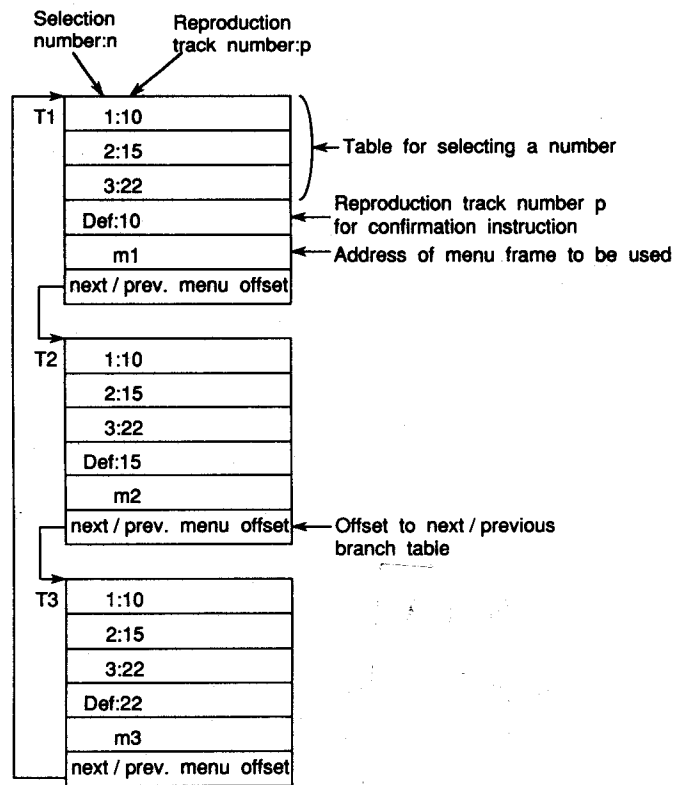 Selection
number:n
Reproduction
track number:p
T1
1:10
2:15
3:22
Table for selecting a number
Def:10
Reproduction track number p
for confirmation instruction
m1
Address of menu frame to be used
next / prev. menu offset
T2
1:10
2:15
3:22
Def:15
m2
next / prev. menu offset
Offset to next / previous
branch table
T3
1:10
2:15
3:22
Def:22
m3
next / prev. menu offset